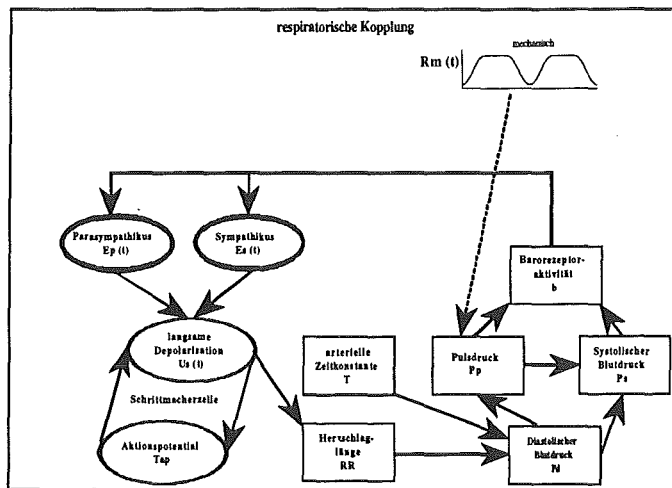 respiratorische Kopplung
mechanisch
Rm (t)
Parasympathikus
Ep (t)
Sympathikus
Es (t)
Barorezeptor-
aktivität
b
langsame
Depolarisation
Us (t)
arterielle
Zeitkonstante
T
Pulsdruck
Pp
Systolischer
Blutdruck
Ps
Schrittmacherzelle
Aktionspotential
Tap
Herzschlag-
länge
RR
Diastolischer
Blutdruck
Pd